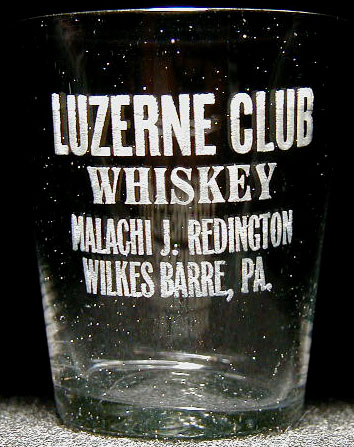 LUZERNE CLUB
WHISKEY
MALACHI J. REDINGTON
WILKES BARRE, PA.